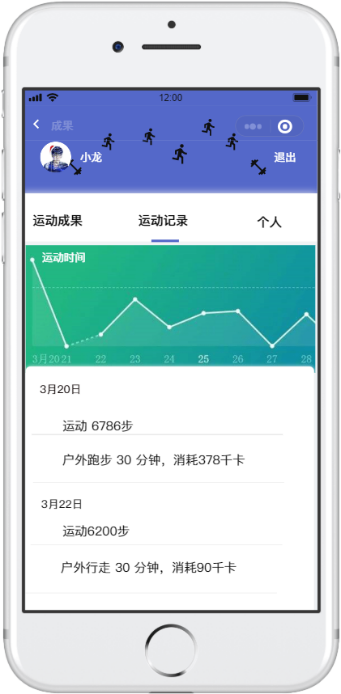 12:00
成果
小龙
退出
运动成果 运动记录 个人
运动时间
3月20 21 22 23 24 25 26 27 28
3月20日
运动 6786步
户外跑步 30 分钟，消耗378千卡
3月22日
运动6200步
户外行走 30 分钟，消耗90千卡